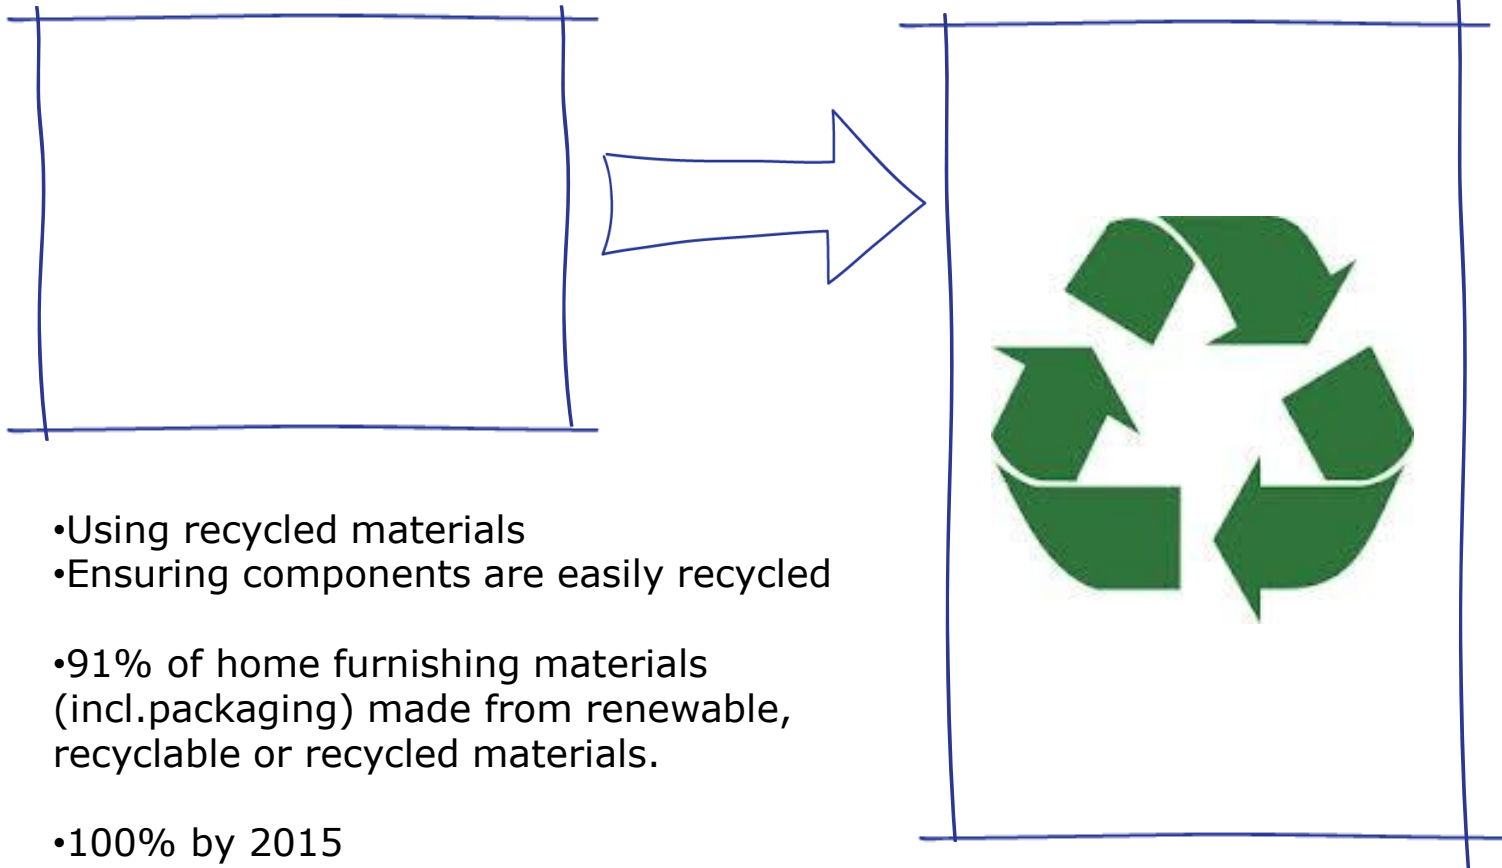 •Using recycled materials
•Ensuring components are easily recycled
•91% of home furnishing materials
(incl.packaging) made from renewable,
recyclable or recycled materials.
•100% by 2015